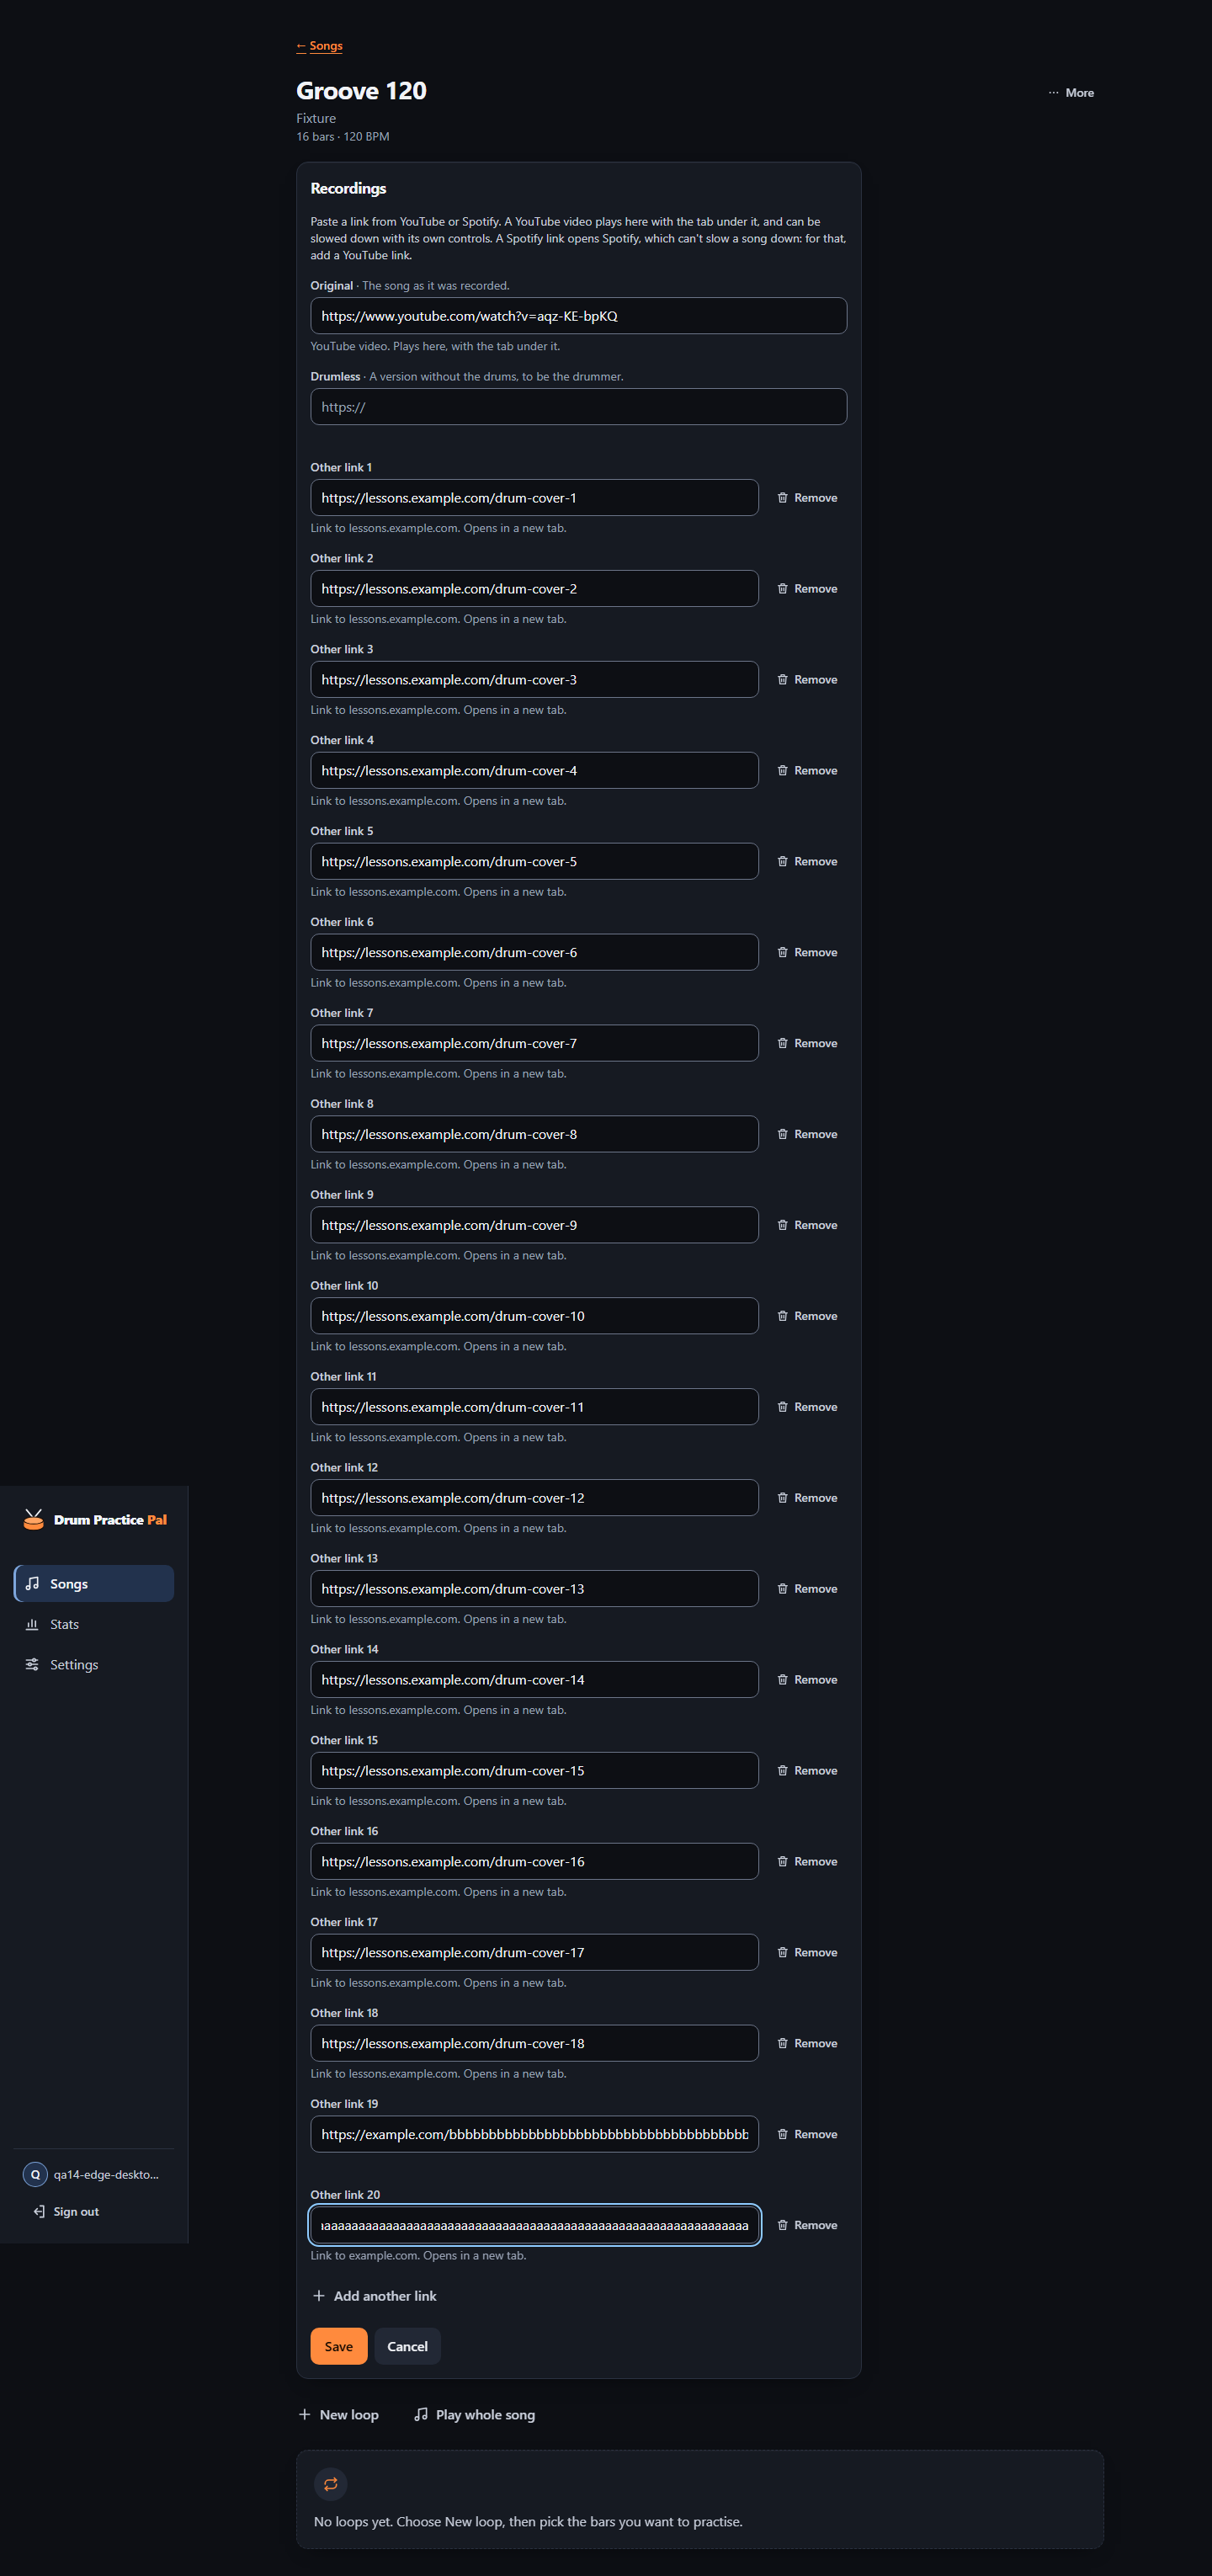 ← Songs
Groove 120
··· More
Fixture
16 bars · 120 BPM
Recordings
Paste a link from YouTube or Spotify. A YouTube video plays here with the tab under it, and can be
slowed down with its own controls. A Spotify link opens Spotify, which can't slow a song down: for that,
add a YouTube link.
Original · The song as it was recorded.
https://www.youtube.com/watch?v=aqz-KE-bpKQ
YouTube video. Plays here, with the tab under it.
Drumless · A version without the drums, to be the drummer.
https://
Other link 1
https://lessons.example.com/drum-cover-1
Remove
Link to lessons.example.com. Opens in a new tab.
Other link 2
https://lessons.example.com/drum-cover-2
Remove
Link to lessons.example.com. Opens in a new tab.
Other link 3
https://lessons.example.com/drum-cover-3
Remove
Link to lessons.example.com. Opens in a new tab.
Other link 4
https://lessons.example.com/drum-cover-4
Remove
Link to lessons.example.com. Opens in a new tab.
Other link 5
https://lessons.example.com/drum-cover-5
Remove
Link to lessons.example.com. Opens in a new tab.
Other link 6
https://lessons.example.com/drum-cover-6
Remove
Link to lessons.example.com. Opens in a new tab.
Other link 7
https://lessons.example.com/drum-cover-7
Remove
Link to lessons.example.com. Opens in a new tab.
Other link 8
https://lessons.example.com/drum-cover-8
Remove
Link to lessons.example.com. Opens in a new tab.
Other link 9
https://lessons.example.com/drum-cover-9
Remove
Link to lessons.example.com. Opens in a new tab.
Other link 10
https://lessons.example.com/drum-cover-10
Remove
Link to lessons.example.com. Opens in a new tab.
Other link 11
https://lessons.example.com/drum-cover-11
Remove
Link to lessons.example.com. Opens in a new tab.
Other link 12
https://lessons.example.com/drum-cover-12
Remove
Link to lessons.example.com. Opens in a new tab.
Other link 13
https://lessons.example.com/drum-cover-13
Remove
Link to lessons.example.com. Opens in a new tab.
Other link 14
https://lessons.example.com/drum-cover-14
Remove
Link to lessons.example.com. Opens in a new tab.
Other link 15
https://lessons.example.com/drum-cover-15
Remove
Link to lessons.example.com. Opens in a new tab.
Other link 16
https://lessons.example.com/drum-cover-16
Remove
Link to lessons.example.com. Opens in a new tab.
Other link 17
https://lessons.example.com/drum-cover-17
Remove
Link to lessons.example.com. Opens in a new tab.
Other link 18
https://lessons.example.com/drum-cover-18
Remove
Link to lessons.example.com. Opens in a new tab.
Other link 19
Remove
Other link 20
Remove
Link to example.com. Opens in a new tab.
Add another link
Save
Cancel
New loop
Play whole song
No loops yet. Choose New loop, then pick the bars you want to practise.
Drum Practice Pal
Songs
Stats
Settings
Q
qa14-edge-deskto...
Sign out